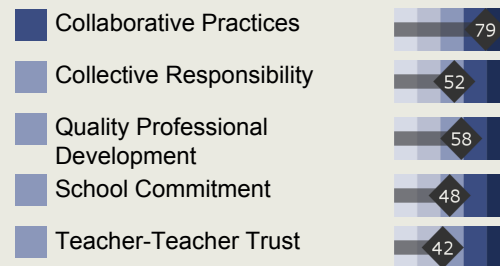 Collaborative Practices 79
Collective Responsibility 52
Quality Professional
Development 58
School Commitment 48
Teacher-Teacher Trust 42